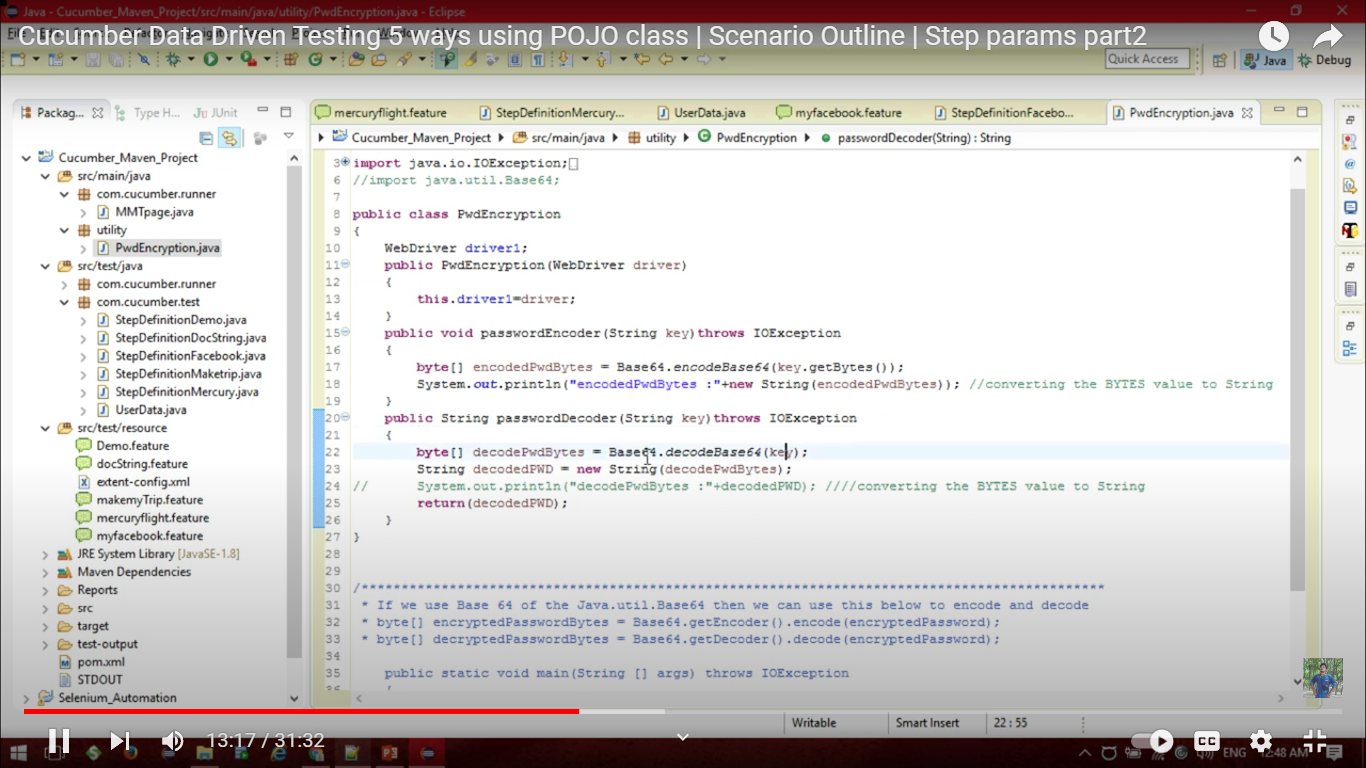 Java - Cucumber_Maven_Project/src/main/java/utility/PwdEncryption.java - Eclipse
Cucumber Data Driven Testing 5 ways using POJO class | Scenario Outline | Step params part2
Quick Access
Java
Debug
Packag...
Type H...
JUnit
mercuryflight.feature
StepDefinitionMercury...
UserData.java
myfacebook.feature
StepDefinitionFacebo...
PwdEncryption.java
Cucumber_Maven_Project
src/main/java
utility
PwdEncryption
passwordDecoder(String) : String
Cucumber_Maven_Project
src/main/java
com.cucumber.runner
MMTpage.java
utility
PwdEncryption.java
src/test/java
com.cucumber.runner
com.cucumber.test
StepDefinitionDemo.java
StepDefinitionDocString.java
StepDefinitionFacebook.java
StepDefinitionMaketrip.java
StepDefinitionMercury.java
UserData.java
src/test/resource
Demo.feature
docString.feature
extent-config.xml
makemyTrip.feature
mercuryflight.feature
myfacebook.feature
JRE System Library [JavaSE-1.8]
Maven Dependencies
Reports
src
target
test-output
pom.xml
STDOUT
Selenium_Automation
3 import java.io.IOException;
6 //import java.util.Base64;
7
8 public class PwdEncryption
9 {
10 WebDriver driver1;
11 public PwdEncryption(WebDriver driver)
12 {
13 this.driver1=driver;
14 }
15 public void passwordEncoder(String key)throws IOException
16 {
17 byte[] encodedPwdBytes = Base64.encodeBase64(key.getBytes());
18 System.out.println("encodedPwdBytes :"+new String(encodedPwdBytes)); //converting the BYTES value to String
19 }
20 public String passwordDecoder(String key)throws IOException
21 {
22 byte[] decodePwdBytes = Base64.decodeBase64(key);
23 String decodedPWD = new String(decodePwdBytes);
24 // System.out.println("decodePwdBytes :"+decodedPWD); ////converting the BYTES value to String
25 return(decodedPWD);
26 }
27 }
28
29
30 /**********************************************************************************************
31 * If we use Base 64 of the Java.util.Base64 then we can use this below to encode and decode
32 * byte[] encryptedPasswordBytes = Base64.getEncoder().encode(encryptedPassword);
33 * byte[] decryptedPasswordBytes = Base64.getDecoder().decode(encryptedPassword);
34
35 public static void main(String [] args) throws IOException
36 {
Writable
Smart Insert
22 : 55
13:17 / 31:32
CC
ENG
12:48 AM